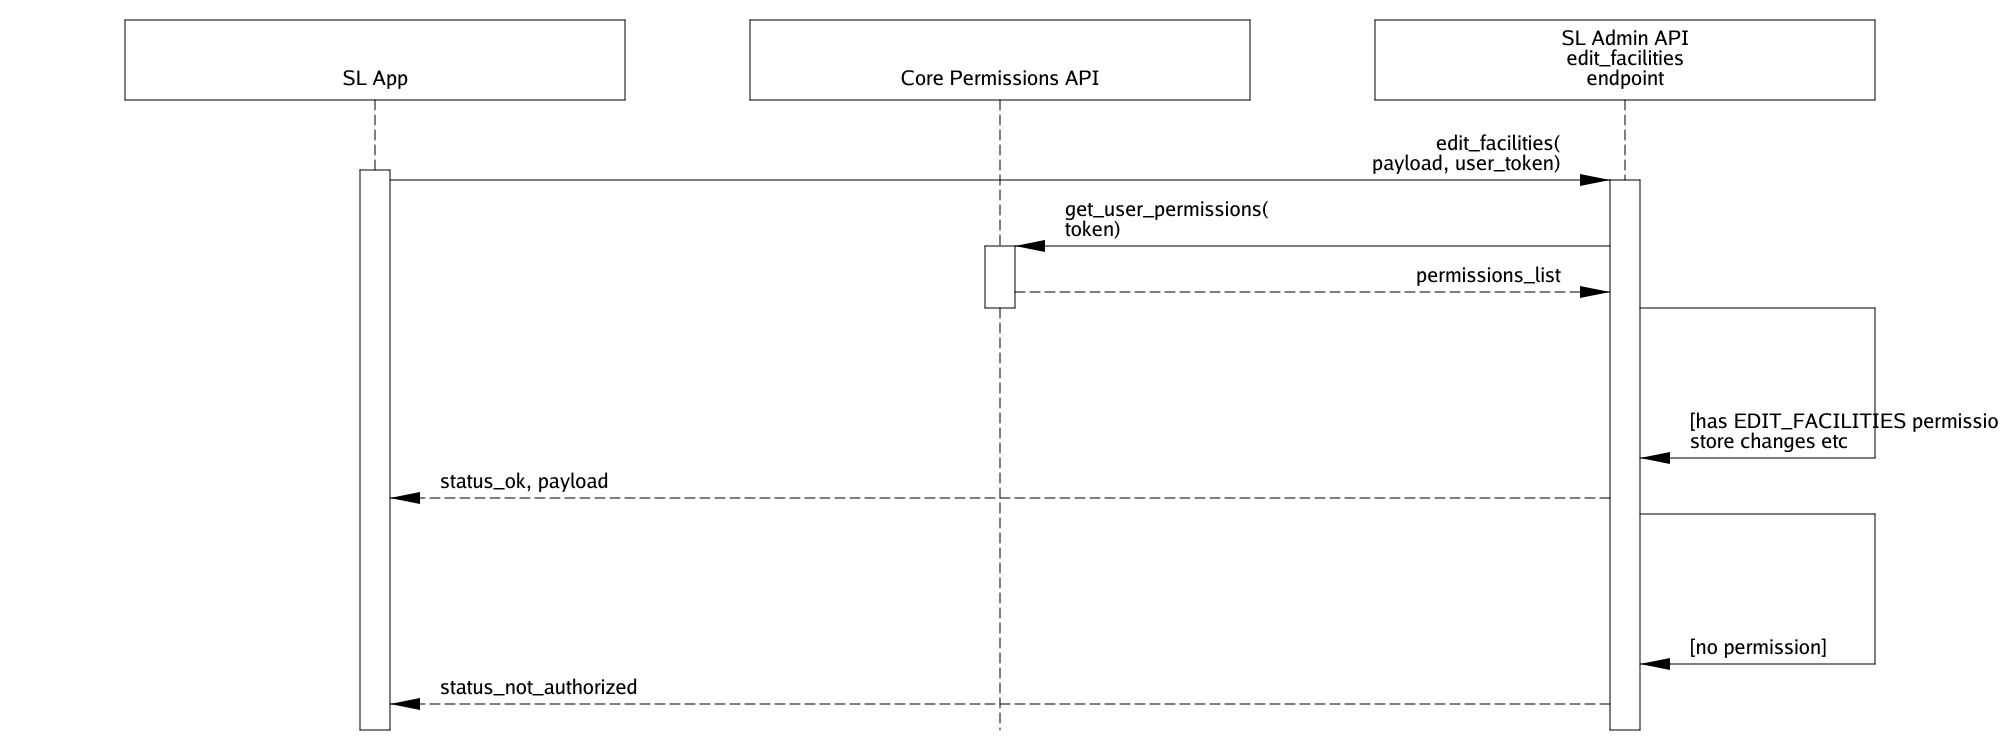 SL App
Core Permissions API
SL Admin API
edit_facilities
endpoint
edit_facilities(
payload, user_token)
get_user_permissions(
token)
permissions_list
[has EDIT_FACILITIES permissio
store changes etc
status_ok, payload
[no permission]
status_not_authorized